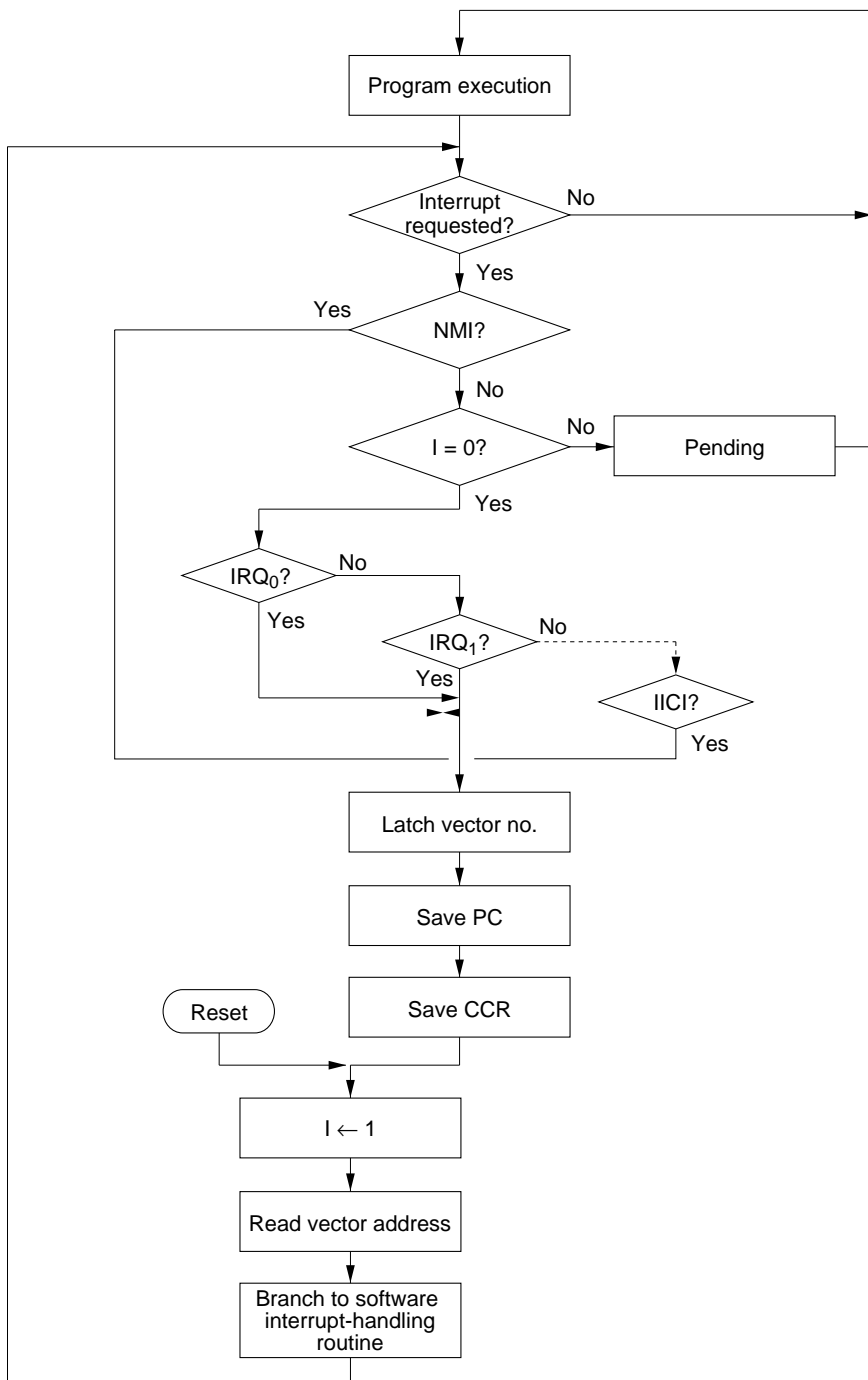 Program execution
Interrupt
requested?
No
Yes
Yes
NMI?
No
I = 0?
No
Pending
Yes
IRQ0?
No
Yes
IRQ1?
No
Yes
IICI?
Yes
Latch vector no.
Save PC
Save CCR
Reset
I ← 1
Read vector address
Branch to software
interrupt-handling
routine